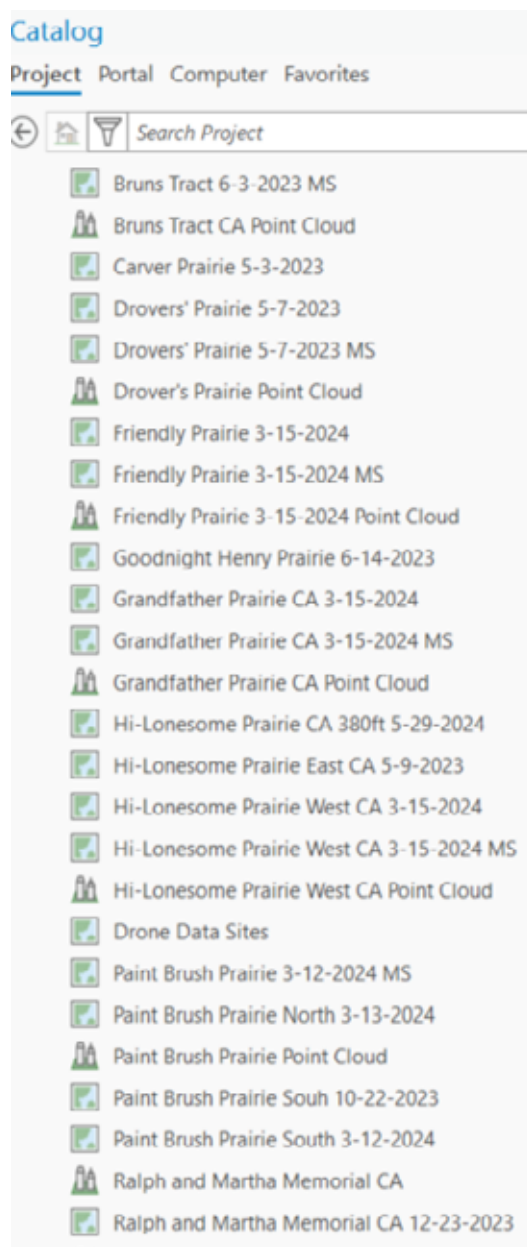 Catalog
Project Portal Computer Favorites
Search Project
Bruns Tract 6-3-2023 MS
Bruns Tract CA Point Cloud
Carver Prairie 5-3-2023
Drovers' Prairie 5-7-2023
Drovers' Prairie 5-7-2023 MS
Drover's Prairie Point Cloud
Friendly Prairie 3-15-2024
Friendly Prairie 3-15-2024 MS
Friendly Prairie 3-15-2024 Point Cloud
Goodnight Henry Prairie 6-14-2023
Grandfather Prairie CA 3-15-2024
Grandfather Prairie CA 3-15-2024 MS
Grandfather Prairie CA Point Cloud
Hi-Lonesome Prairie CA 380ft 5-29-2024
Hi-Lonesome Prairie East CA 5-9-2023
Hi-Lonesome Prairie West CA 3-15-2024
Hi-Lonesome Prairie West CA 3-15-2024 MS
Hi-Lonesome Prairie West CA Point Cloud
Drone Data Sites
Paint Brush Prairie 3-12-2024 MS
Paint Brush Prairie North 3-13-2024
Paint Brush Prairie Point Cloud
Paint Brush Prairie Souh 10-22-2023
Paint Brush Prairie South 3-12-2024
Ralph and Martha Memorial CA
Ralph and Martha Memorial CA 12-23-2023